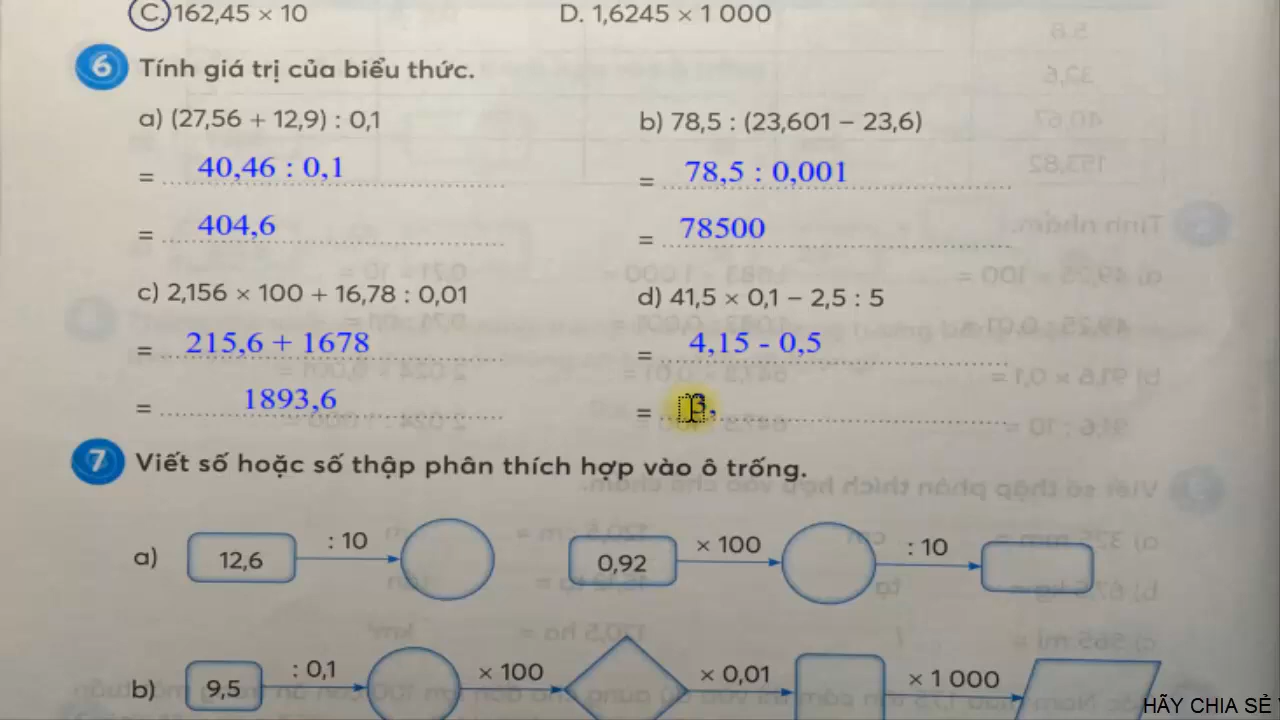 C. 162,45 × 10
D. 1,6245 × 1 000
6 Tính giá trị của biểu thức.
a) (27,56 + 12,9) : 0,1
b) 78,5 : (23,601 – 23,6)
= 40,46 : 0,1
= 78,5 : 0,001
= 404,6
= 78500
c) 2,156 × 100 + 16,78 : 0,01
d) 41,5 × 0,1 – 2,5 : 5
= 215,6 + 1678
= 4,15 - 0,5
= 1893,6
= 3,
7 Viết số hoặc số thập phân thích hợp vào ô trống.
a) 12,6 : 10 0,92 × 100 : 10
b) 9,5 : 0,1 × 100 × 0,01 × 1 000
HÃY CHIA SẺ